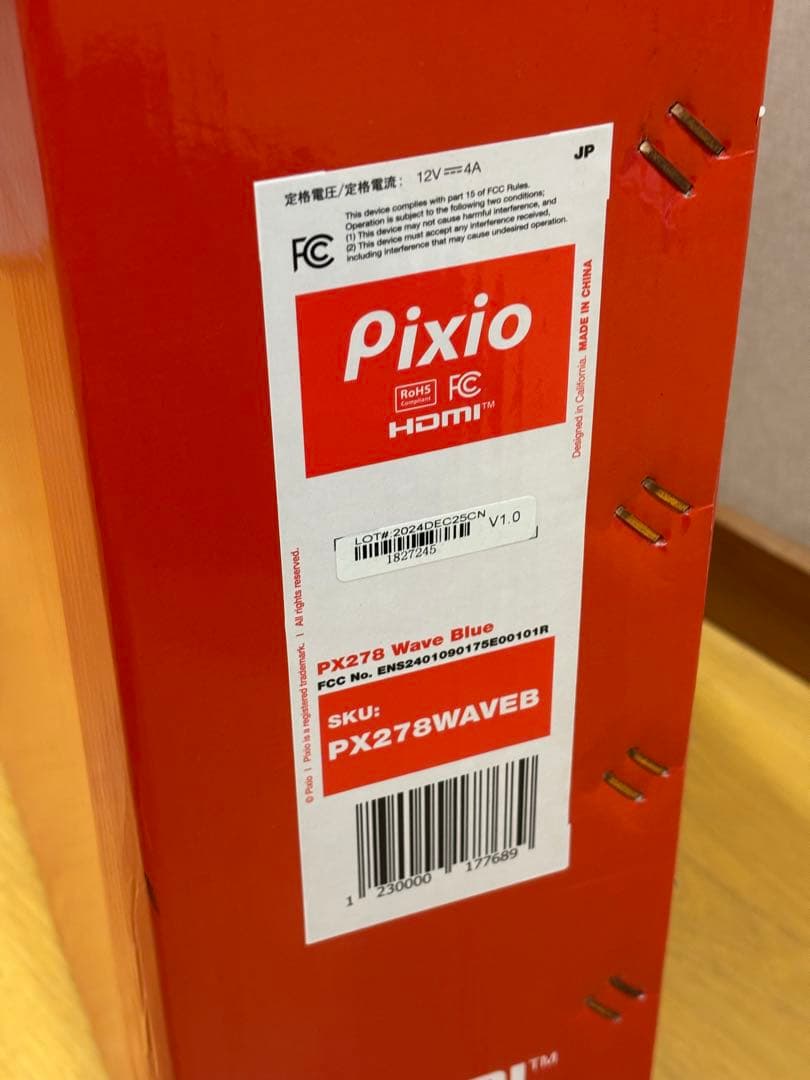 定格電圧/定格電流： 12V⎓4A
JP
FC
This device complies with part 15 of FCC Rules.
Operation is subject to the following two conditions;
(1) This device may not cause harmful interference, and
(2) This device must accept any interference received,
including interference that may cause undesired operation.
Pixio
RoHS
Compliant
FC
HDMI™
Designed in California. MADE IN CHINA
LOT#:2024DEC25CN
V1.0
1827245
© Pixio | Pixio is a registered trademark. | All rights reserved.
PX278 Wave Blue
FCC No. ENS2401090175E00101R
SKU:
PX278WAVEB
1 230000 177689